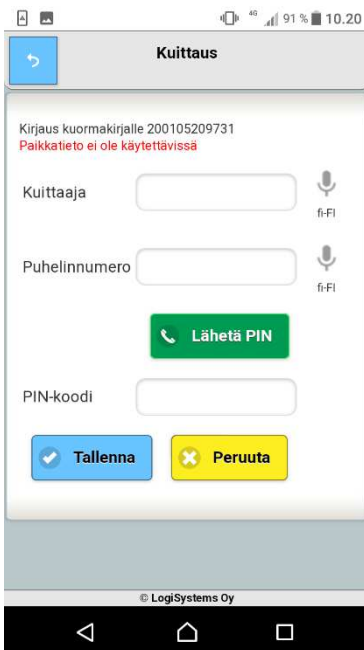 46 91 % 10.20
Kuittaus
Kirjaus kuormakirjalle 200105209731
Paikkatieto ei ole käytettävissä
Kuittaaja
fi-FI
Puhelinnumero
fi-FI
Lähetä PIN
PIN-koodi
Tallenna Peruuta
© LogiSystems Oy